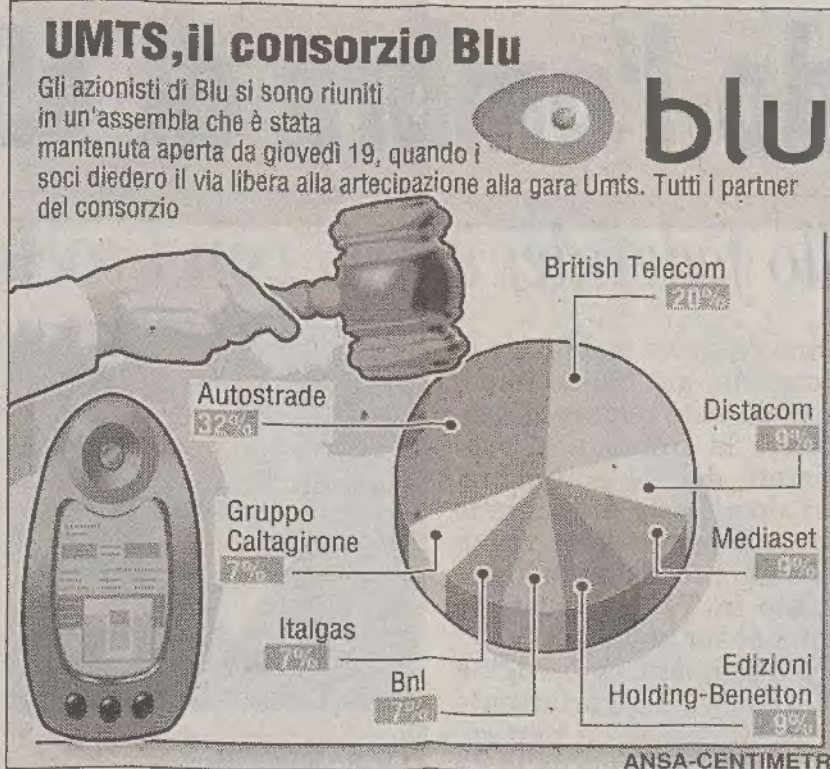 UMTS,il consorzio Blu
Gli azionisti di Blu si sono riuniti
in un'assembla che è stata
mantenuta aperta da giovedì 19, quando i
soci diedero il via libera alla artecipazione alla gara Umts. Tutti i partner
del consorzio
blu
British Telecom
20%
Autostrade
32%
Distacom
9%
Gruppo
Caltagirone
7%
Mediaset
9%
Italgas
7%
Bnl
7%
Edizioni
Holding-Benetton
9%
ANSA-CENTIMETR